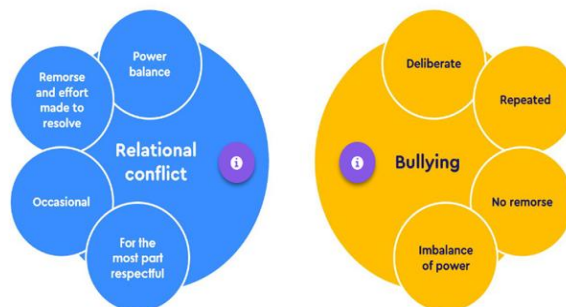 Power
balance
Remorse
and effort
made to
resolve
Relational
conflict
Occasional
For the
most part
respectful
Deliberate
Repeated
Bullying
No remorse
Imbalance
of power